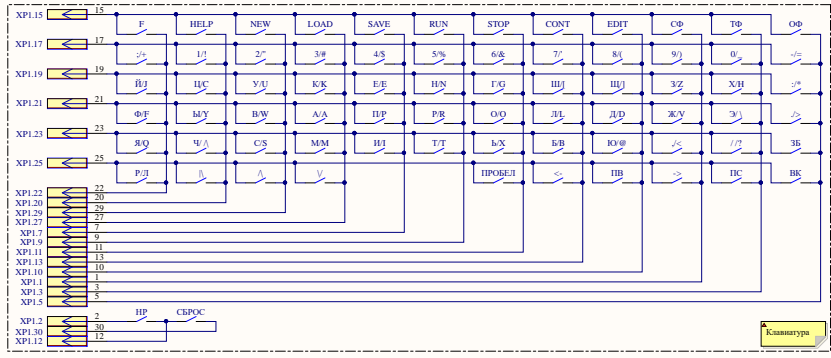 XP1.15 15 F HELP NEW LOAD SAVE RUN STOP CONT EDIT СФ ТФ ОФ
XP1.17 17 ;/+ 1/! 2/" 3/# 4/$ 5/% 6/& 7/' 8/( 9/) 0/_ -/=
XP1.19 19 Й/J Ц/C У/U К/K Е/E Н/N Г/G Ш/[ Щ/] З/Z Х/H :/*
XP1.21 21 Ф/F Ы/Y В/W А/A П/P Р/R О/O Л/L Д/D Ж/V Э/\ ./>
XP1.23 23 Я/Q Ч/ /\ С/S М/M И/I Т/T Ь/X Б/B Ю/@ ,/< / /? ЗБ
XP1.25 25 Р/Л |\ /\ \/ ПРОБЕЛ <- ПВ -> ПС ВК
XP1.22 22
XP1.20 20
XP1.29 29
XP1.27 27
XP1.7 7
XP1.9 9
XP1.11 11
XP1.13 13
XP1.10 10
XP1.1 1
XP1.3 3
XP1.5 5
XP1.2 2 НР СБРОС
XP1.30 30
XP1.12 12
Клавиатура